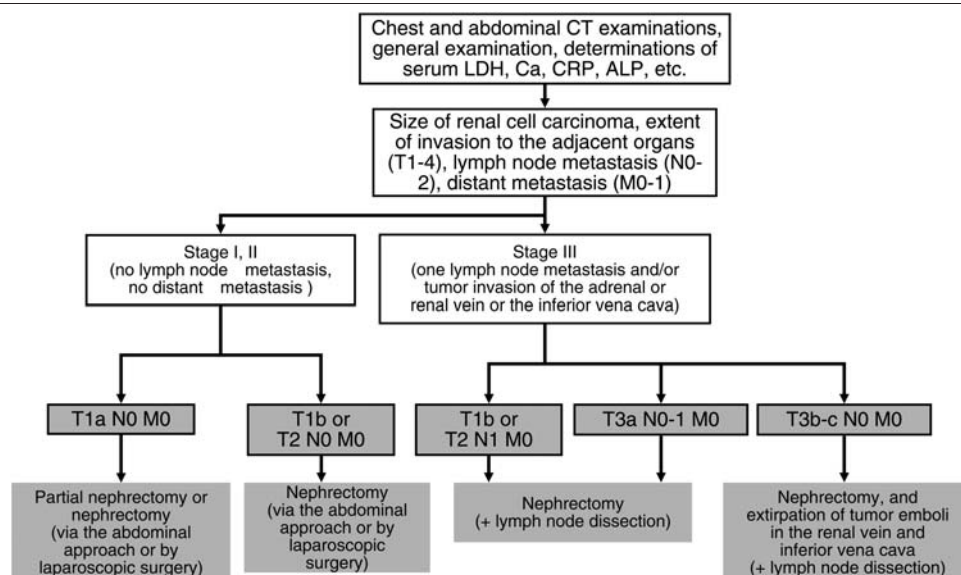 Chest and abdominal CT examinations,
general examination, determinations of
serum LDH, Ca, CRP, ALP, etc.
Size of renal cell carcinoma, extent
of invasion to the adjacent organs
(T1-4), lymph node metastasis (N0-
2), distant metastasis (M0-1)
Stage I, II
(no lymph node metastasis,
no distant metastasis )
Stage III
(one lymph node metastasis and/or
tumor invasion of the adrenal or
renal vein or the inferior vena cava)
T1a N0 M0
T1b or
T2 N0 M0
T1b or
T2 N1 M0
T3a N0-1 M0
T3b-c N0 M0
Partial nephrectomy or
nephrectomy
(via the abdominal
approach or by
laparoscopic surgery)
Nephrectomy
(via the abdominal
approach or by
laparoscopic
surgery)
Nephrectomy
(+ lymph node dissection)
Nephrectomy, and
extirpation of tumor emboli
in the renal vein and
inferior vena cava
(+ lymph node dissection)